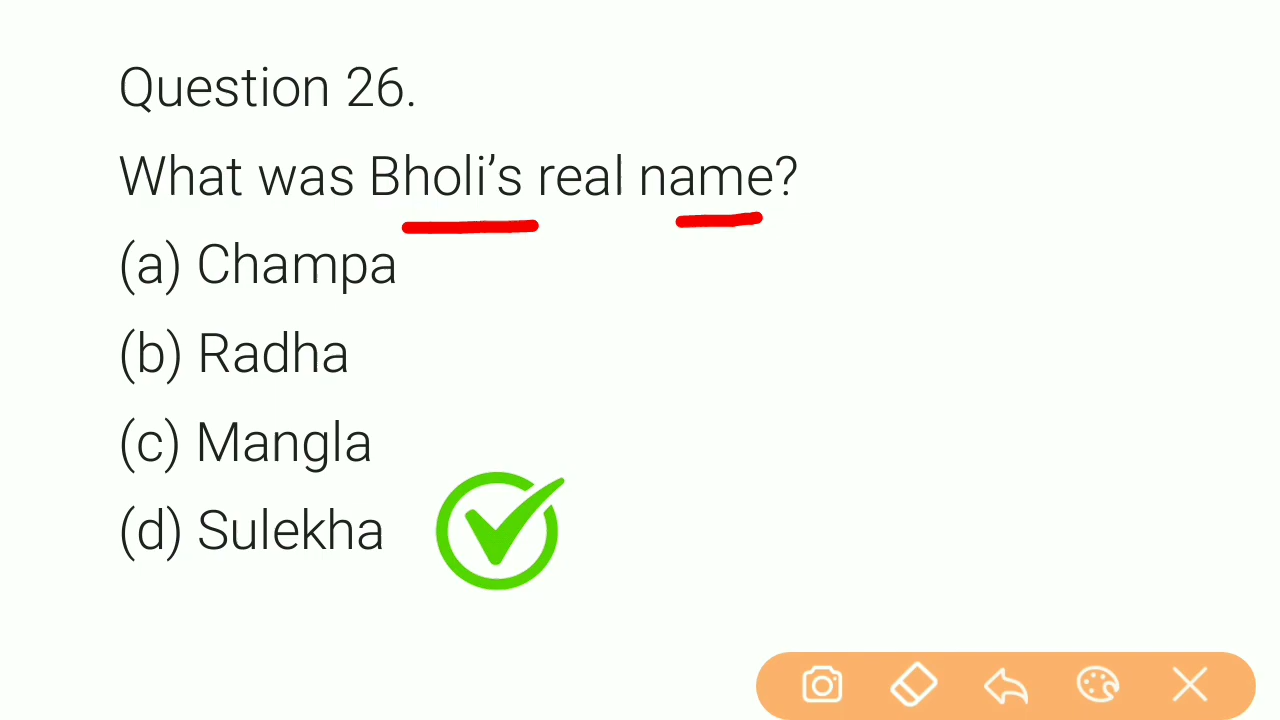 Question 26.
What was Bholi’s real name?
(a) Champa
(b) Radha
(c) Mangla
(d) Sulekha